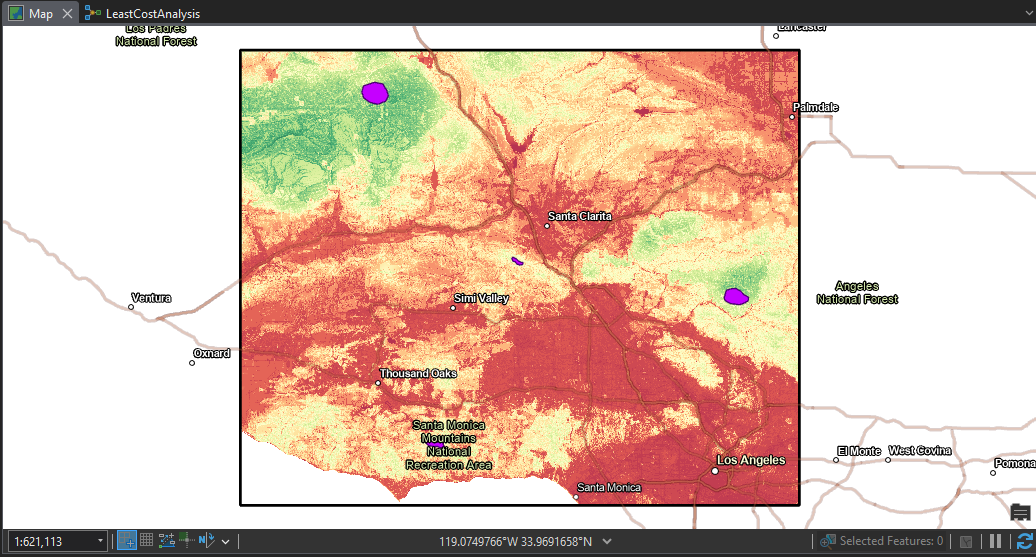 Map
LeastCostAnalysis
Los Padres
National Forest
Lancaster
Palmdale
Santa Clarita
Angeles
National Forest
Ventura
Simi Valley
Oxnard
Thousand Oaks
Santa Monica
Mountains
National
Recreation Area
Los Angeles
El Monte
West Covina
Pomona
Santa Monica
1:621,113
119.0749766°W 33.9691658°N
Selected Features: 0